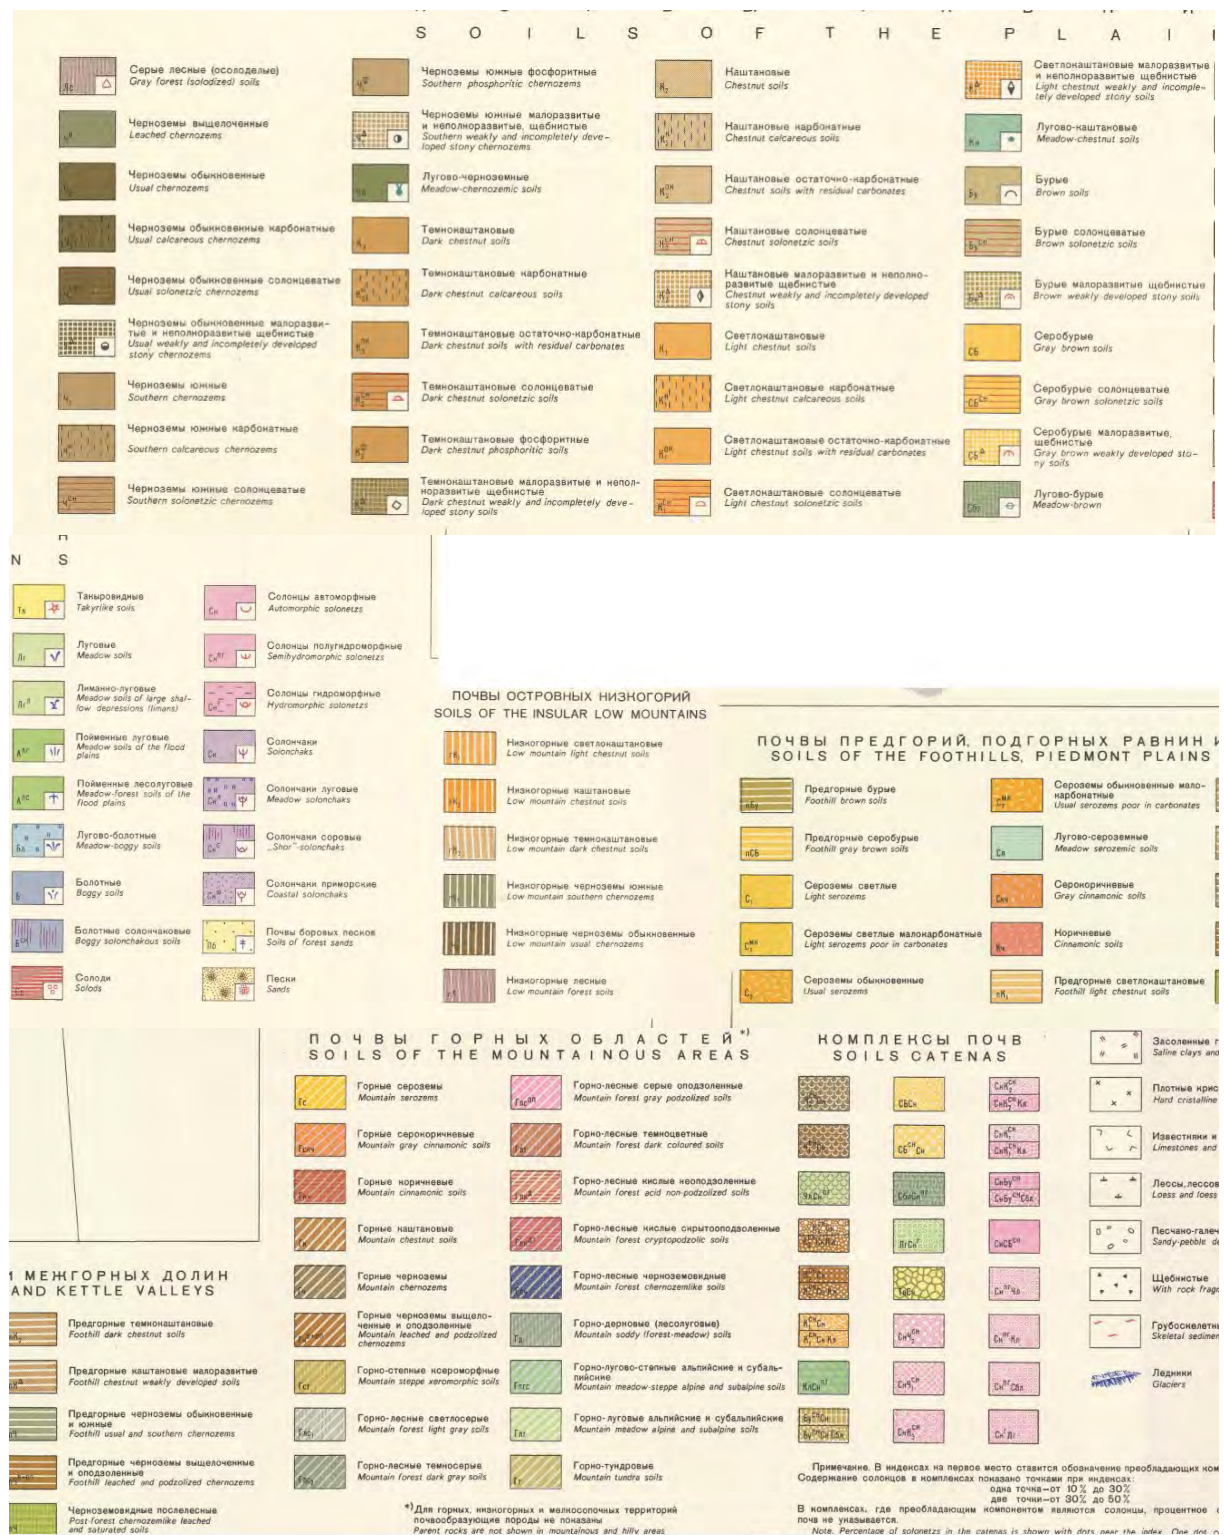 S O I L S O F T H E P L A I
Серые лесные (осолоделые)
Gray forest (solodized) soils
Черноземы выщелоченные
Leached chernozems
Черноземы обыкновенные
Usual chernozems
Черноземы обыкновенные карбонатные
Usual calcareous chernozems
Черноземы обыкновенные солонцеватые
Usual solonetzic chernozems
Черноземы обыкновенные малоразви-
тые и неполноразвитые щебнистые
Usual weakly and incompletely developed
stony chernozems
Черноземы южные
Southern chernozems
Черноземы южные карбонатные
Southern calcareous chernozems
Черноземы южные солонцеватые
Southern solonetzic chernozems
Черноземы южные фосфоритные
Southern phosphoritic chernozems
Черноземы южные малоразвитые
и неполноразвитые, щебнистые
Southern weakly and incompletely deve-
loped stony chernozems
Лугово-черноземные
Meadow-chernozemic soils
Темнокаштановые
Dark chestnut soils
Темнокаштановые карбонатные
Dark chestnut calcareous soils
Темнокаштановые остаточно-карбонатные
Dark chestnut soils with residual carbonates
Темнокаштановые солонцеватые
Dark chestnut solonetzic soils
Темнокаштановые фосфоритные
Dark chestnut phosphoritic soils
Темнокаштановые малоразвитые и непол-
норазвитые щебнистые
Dark chestnut weakly and incompletely deve-
loped stony soils
Каштановые
Chestnut soils
Каштановые карбонатные
Chestnut calcareous soils
Каштановые остаточно-карбонатные
Chestnut soils with residual carbonates
Каштановые солонцеватые
Chestnut solonetzic soils
Каштановые малоразвитые и неполно-
развитые щебнистые
Chestnut weakly and incompletely developed
stony soils
Светлокаштановые
Light chestnut soils
Светлокаштановые карбонатные
Light chestnut calcareous soils
Светлокаштановые остаточно-карбонатные
Light chestnut soils with residual carbonates
Светлокаштановые солонцеватые
Light chestnut solonetzic soils
Светлокаштановые малоразвитые
и неполноразвитые щебнистые
Light chestnut weakly and incomple-
tely developed stony soils
Лугово-каштановые
Meadow-chestnut soils
Бурые
Brown soils
Бурые солонцеватые
Brown solonetzic soils
Бурые малоразвитые щебнистые
Brown weakly developed stony soils
СБ
Серобурые
Gray brown soils
Серобурые солонцеватые
Gray brown solonetzic soils
Серобурые малоразвитые,
щебнистые
Gray brown weakly developed sto-
ny soils
Лугово-бурые
Meadow-brown
N S
Такыровидные
Takyrlike soils
Луговые
Meadow soils
Лиманно-луговые
Meadow soils of large shal-
low depressions (limans)
Пойменные луговые
Meadow soils of the flood
plains
Пойменные лесолуговые
Meadow-forest soils of the
flood plains
Лугово-болотные
Meadow-boggy soils
Болотные
Boggy soils
Болотные солончаковые
Boggy solonchakous soils
Солоди
Solods
Солонцы автоморфные
Automorphic solonetzs
Солонцы полугидроморфные
Semihydromorphic solonetzs
Солонцы гидроморфные
Hydromorphic solonetzs
Солончаки
Solonchaks
Солончаки луговые
Meadow solonchaks
Солончаки соровые
„Shor"-solonchaks
Солончаки приморские
Coastal solonchaks
Почвы боровых песков
Soils of forest sands
Пески
Sands
ПОЧВЫ ОСТРОВНЫХ НИЗКОГОРИЙ
SOILS OF THE INSULAR LOW MOUNTAINS
Низкогорные светлокаштановые
Low mountain light chestnut soils
Низкогорные каштановые
Low mountain chestnut soils
Низкогорные темнокаштановые
Low mountain dark chestnut soils
Низкогорные черноземы южные
Low mountain southern chernozems
Низкогорные черноземы обыкновенные
Low mountain usual chernozems
Низкогорные лесные
Low mountain forest soils
ПОЧВЫ ПРЕДГОРИЙ, ПОДГОРНЫХ РАВНИН И
SOILS OF THE FOOTHILLS, PIEDMONT PLAINS
Предгорные бурые
Foothill brown soils
Предгорные серобурые
Foothill gray brown soils
Сероземы светлые
Light serozems
Сероземы светлые малокарбонатные
Light serozems poor in carbonates
Сероземы обыкновенные
Usual serozems
Сероземы обыкновенные мало-
карбонатные
Usual serozems poor in carbonates
Лугово-сероземные
Meadow serozemic soils
Серокоричневые
Gray cinnamonic soils
Коричневые
Cinnamonic soils
Предгорные светлокаштановые
Foothill light chestnut soils
И МЕЖГОРНЫХ ДОЛИН
AND KETTLE VALLEYS
Предгорные темнокаштановые
Foothill dark chestnut soils
Предгорные каштановые малоразвитые
Foothill chestnut weakly developed soils
Предгорные черноземы обыкновенные
и южные
Foothill usual and southern chernozems
Предгорные черноземы выщелоченные
и оподзоленные
Foothill leached and podzolized chernozems
Черноземовидные послелесные
Post-forest chernozemlike leached
and saturated soils
ПОЧВЫ ГОРНЫХ ОБЛАСТЕЙ*)
SOILS OF THE MOUNTAINOUS AREAS
Горные сероземы
Mountain serozems
Горные серокоричневые
Mountain gray cinnamonic soils
Горные коричневые
Mountain cinnamonic soils
Горные каштановые
Mountain chestnut soils
Горные черноземы
Mountain chernozems
Горные черноземы выщело-
ченные и оподзоленные
Mountain leached and podzolized
chernozems
Горно-степные ксероморфные
Mountain steppe xeromorphic soils
Горно-лесные светлосерые
Mountain forest light gray soils
Горно-лесные темносерые
Mountain forest dark gray soils
Горно-лесные серые оподзоленные
Mountain forest gray podzolized soils
Горно-лесные темноцветные
Mountain forest dark coloured soils
Горно-лесные кислые неоподзоленные
Mountain forest acid non-podzolized soils
Горно-лесные кислые скрытооподзоленные
Mountain forest cryptopodzolic soils
Горно-лесные черноземовидные
Mountain forest chernozemlike soils
Горно-дерновые (лесолуговые)
Mountain soddy (forest-meadow) soils
Горно-лугово-степные альпийские и субаль-
пийские
Mountain meadow-steppe alpine and subalpine soils
Горно-луговые альпийские и субальпийские
Mountain meadow alpine and subalpine soils
Горно-тундровые
Mountain tundra soils
*) Для горных, низкогорных и мелкосопочных территорий
почвообразующие породы не показаны
Parent rocks are not shown in mountainous and hilly areas
КОМПЛЕКСЫ ПОЧВ
SOILS CATENAS
СБСн
Засоленные г
Saline clays and
Плотные крис
Hard cristalline
Известняки и
Limestones and
Лессы, лессов
Loess and loess
Песчано-галеч
Sandy-pebble de
Щебнистые
With rock frag
Грубоскелетны
Skeletal sedimen
Ледники
Glaciers
Примечание. В индексах на первое место ставится обозначение преобладающих ком
Содержание солонцов в комплексах показано точками при индексах:
одна точка—от 10% до 30%
две точки—от 30% до 50%
В комплексах, где преобладающим компонентом являются солонцы, процентное с
почв не указывается.
Note. Percentage of solonetzs in the catenas is shown with dots near the index. One dot